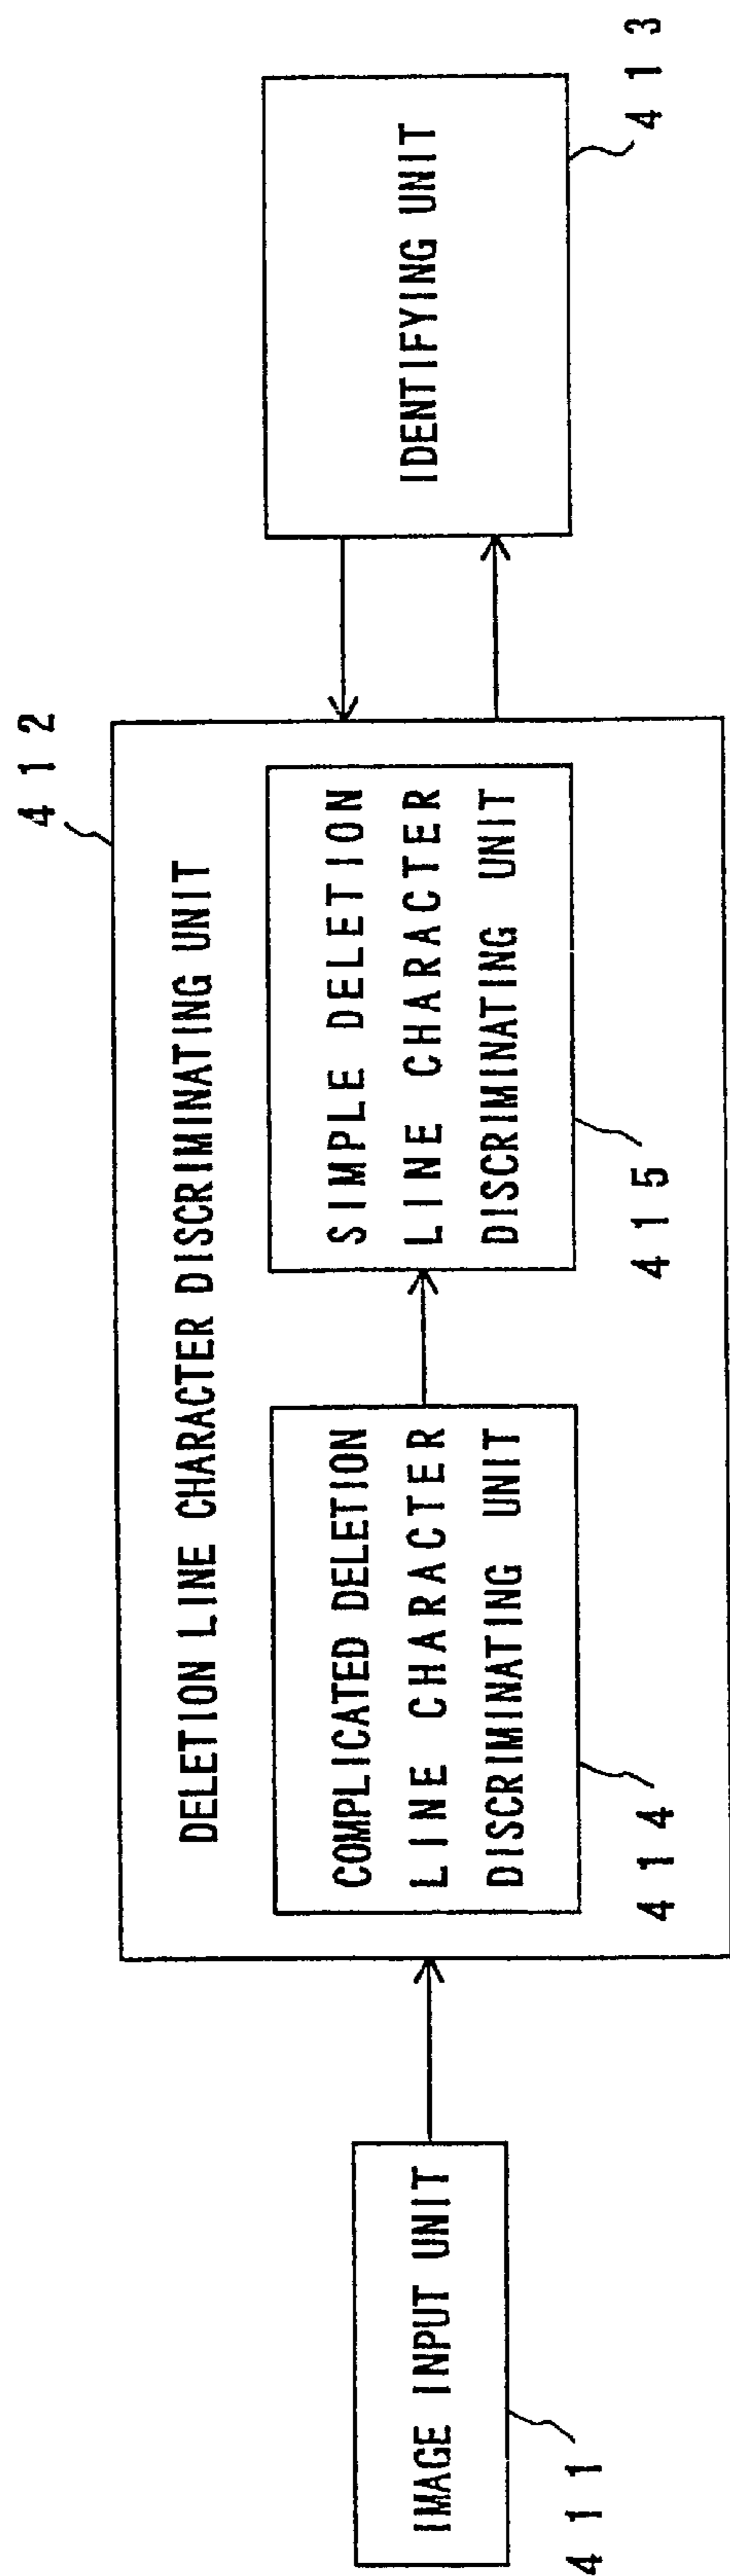 IMAGE INPUT UNIT
411
DELETION LINE CHARACTER DISCRIMINATING UNIT
412
COMPLICATED DELETION
LINE CHARACTER
DISCRIMINATING UNIT
414
SIMPLE DELETION
LINE CHARACTER
DISCRIMINATING UNIT
415
IDENTIFYING UNIT
413